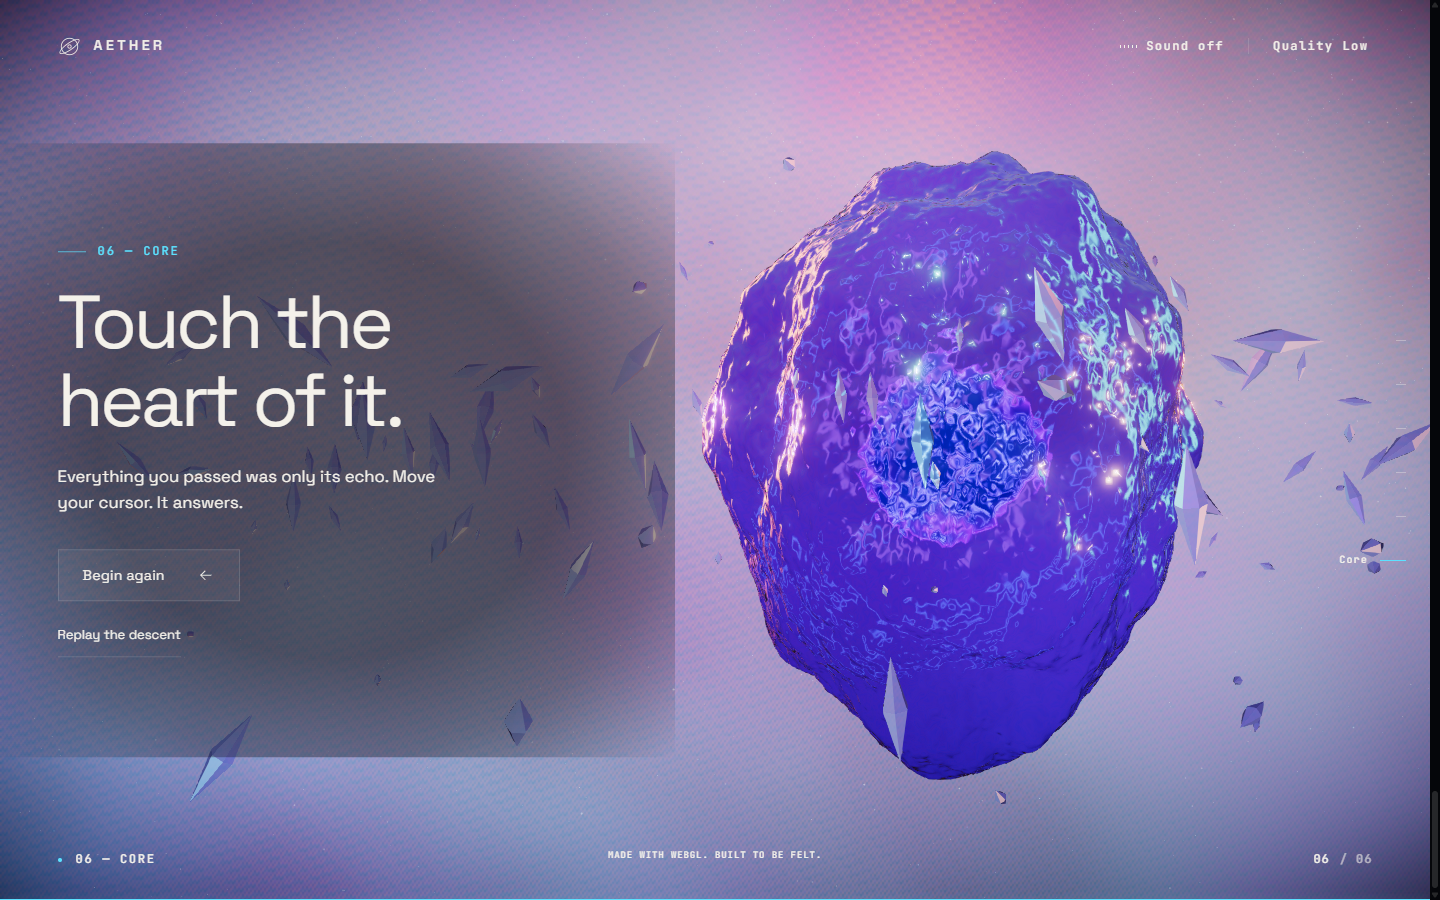 AETHER
Sound off
Quality Low
06 — CORE
Touch the
heart of it.
Everything you passed was only its echo. Move
your cursor. It answers.
Begin again ←
Replay the descent
Core
06 — CORE
MADE WITH WEBGL. BUILT TO BE FELT.
06 / 06